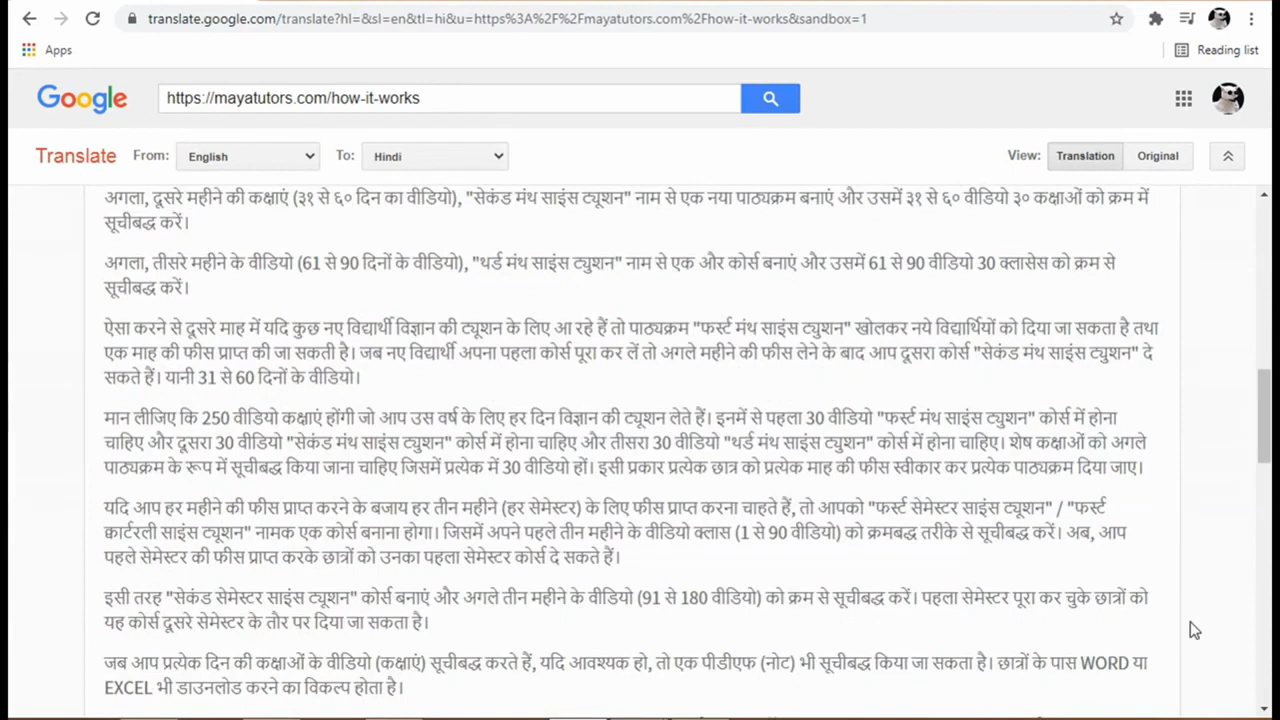 translate.google.com/translate?hl=&sl=en&tl=hi&u=https%3A%2F%2Fmayatutors.com%2Fhow-it-works&sandbox=1
Apps
Reading list
Google
https://mayatutors.com/how-it-works
Translate From: English To: Hindi View: Translation Original
अगला, दूसरे महीने की कक्षाएं (३१ से ६० दिन का वीडियो), "सेकंड मंथ साइंस ट्यूशन" नाम से एक नया पाठ्यक्रम बनाएं और उसमें ३१ से ६० वीडियो ३० कक्षाओं को क्रम में
सूचीबद्ध करें।
अगला, तीसरे महीने के वीडियो (61 से 90 दिनों के वीडियो), "थर्ड मंथ साइंस ट्युशन" नाम से एक और कोर्स बनाएं और उसमें 61 से 90 वीडियो 30 क्लासेस को क्रम से
सूचीबद्ध करें।
ऐसा करने से दूसरे माह में यदि कुछ नए विद्यार्थी विज्ञान की ट्यूशन के लिए आ रहे हैं तो पाठ्यक्रम "फर्स्ट मंथ साइंस ट्युशन" खोलकर नये विद्यार्थियों को दिया जा सकता है तथा
एक माह की फीस प्राप्त की जा सकती है। जब नए विद्यार्थी अपना पहला कोर्स पूरा कर लें तो अगले महीने की फीस लेने के बाद आप दूसरा कोर्स "सेकंड मंथ साइंस ट्युशन" दे
सकते हैं। यानी 31 से 60 दिनों के वीडियो।
मान लीजिए कि 250 वीडियो कक्षाएं होंगी जो आप उस वर्ष के लिए हर दिन विज्ञान की ट्यूशन लेते हैं। इनमें से पहला 30 वीडियो "फर्स्ट मंथ साइंस ट्युशन" कोर्स में होना
चाहिए और दूसरा 30 वीडियो "सेकंड मंथ साइंस ट्युशन" कोर्स में होना चाहिए और तीसरा 30 वीडियो "थर्ड मंथ साइंस ट्युशन" कोर्स में होना चाहिए। शेष कक्षाओं को अगले
पाठ्यक्रम के रूप में सूचीबद्ध किया जाना चाहिए जिसमें प्रत्येक में 30 वीडियो हों। इसी प्रकार प्रत्येक छात्र को प्रत्येक माह की फीस स्वीकार कर प्रत्येक पाठ्यक्रम दिया जाए।
यदि आप हर महीने की फीस प्राप्त करने के बजाय हर तीन महीने (हर सेमेस्टर) के लिए फीस प्राप्त करना चाहते हैं, तो आपको "फर्स्ट सेमेस्टर साइंस ट्यूशन" / "फर्स्ट
क्वार्टरली साइंस ट्यूशन" नामक एक कोर्स बनाना होगा। जिसमें अपने पहले तीन महीने के वीडियो क्लास (1 से 90 वीडियो) को क्रमबद्ध तरीके से सूचीबद्ध करें। अब, आप
पहले सेमेस्टर की फीस प्राप्त करके छात्रों को उनका पहला सेमेस्टर कोर्स दे सकते हैं।
इसी तरह "सेकंड सेमेस्टर साइंस ट्यूशन" कोर्स बनाएं और अगले तीन महीने के वीडियो (91 से 180 वीडियो) को क्रम से सूचीबद्ध करें। पहला सेमेस्टर पूरा कर चुके छात्रों को
यह कोर्स दूसरे सेमेस्टर के तौर पर दिया जा सकता है।
जब आप प्रत्येक दिन की कक्षाओं के वीडियो (कक्षाएं) सूचीबद्ध करते हैं, यदि आवश्यक हो, तो एक पीडीएफ (नोट) भी सूचीबद्ध किया जा सकता है। छात्रों के पास WORD या
EXCEL भी डाउनलोड करने का विकल्प होता है।